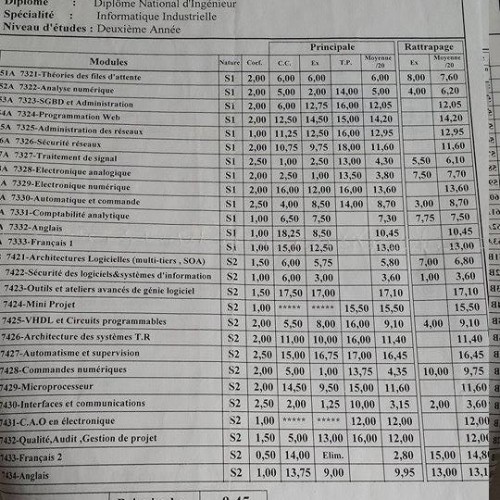 Diplôme : Diplôme National d'Ingénieur
Spécialité : Informatique Industrielle
Niveau d'études : Deuxième Année
Principale Rattrapage
Modules Nature Coef. C.C. Ex T.P. Moyenne /20 Ex Moyenne /20
51A 7321-Théories des files d'attente S1 2,00 6,00 6,00 6,00 8,00 7,60
52A 7322-Analyse numérique S1 2,00 5,00 2,00 14,00 5,00 4,00 6,20
53A 7323-SGBD et Administration S1 2,00 6,00 12,75 16,00 12,05 12,05
54A 7324-Programmation Web S1 2,00 12,50 14,50 15,00 14,20 14,20
5A 7325-Administration des réseaux S1 1,00 11,25 12,50 16,00 12,95 12,95
6A 7326-Sécurité réseaux S1 2,00 10,75 9,75 18,00 11,60 11,60
7A 7327-Traitement de signal S1 2,50 1,00 2,50 13,00 4,30 5,50 6,10
8A 7328-Electronique analogique S1 2,50 2,00 1,50 13,50 3,80 7,50 7,70
A 7329-Electronique numérique S1 2,00 16,00 12,00 16,00 13,60 13,60
A 7330-Automatique et commande S1 2,50 4,00 8,50 14,00 8,70 3,00 8,70
A 7331-Comptabilité analytique S1 1,00 6,50 7,50 7,30 7,75 7,50
A 7332-Anglais S1 1,00 18,25 8,50 10,45 10,45
A 7333-Français 1 S1 1,00 15,00 12,50 13,00 13,00
7421-Architectures Logicielles (multi-tiers , SOA) S2 1,50 6,00 5,75 5,80 7,00 6,80
7422-Sécurité des logiciels&systèmes d'information S2 1,00 6,00 3,00 3,60 1,00 3,60
7423-Outils et ateliers avancés de génie logiciel S2 1,50 17,50 17,00 17,10 17,10
7424-Mini Projet S2 1,00 ***** ***** 15,50 15,50 15,50
7425-VHDL et Circuits programmables S2 2,00 5,50 8,00 16,00 9,10 4,00 9,10
7426-Architecture des systèmes T.R S2 2,00 11,00 10,00 16,00 11,40 11,40
7427-Automatisme et supervision S2 2,50 15,00 16,75 17,00 16,45 16,45
7428-Commandes numériques S2 2,00 5,00 1,00 13,75 4,35 10,00 9,75
7429-Microprocesseur S2 2,00 14,50 9,50 15,00 11,60 11,60
7430-Interfaces et communications S2 2,50 2,00 1,25 10,00 3,15 2,00 3,60
7431-C.A.O en électronique S2 1,00 ***** ***** 12,00 12,00 12,00
7432-Qualité,Audit ,Gestion de projet S2 1,50 5,00 13,00 16,00 12,00 12,00
7433-Français 2 S2 0,50 14,00 Elim. 2,80 15,00 14,80
7434-Anglais S2 1,00 13,75 9,00 9,95 13,00